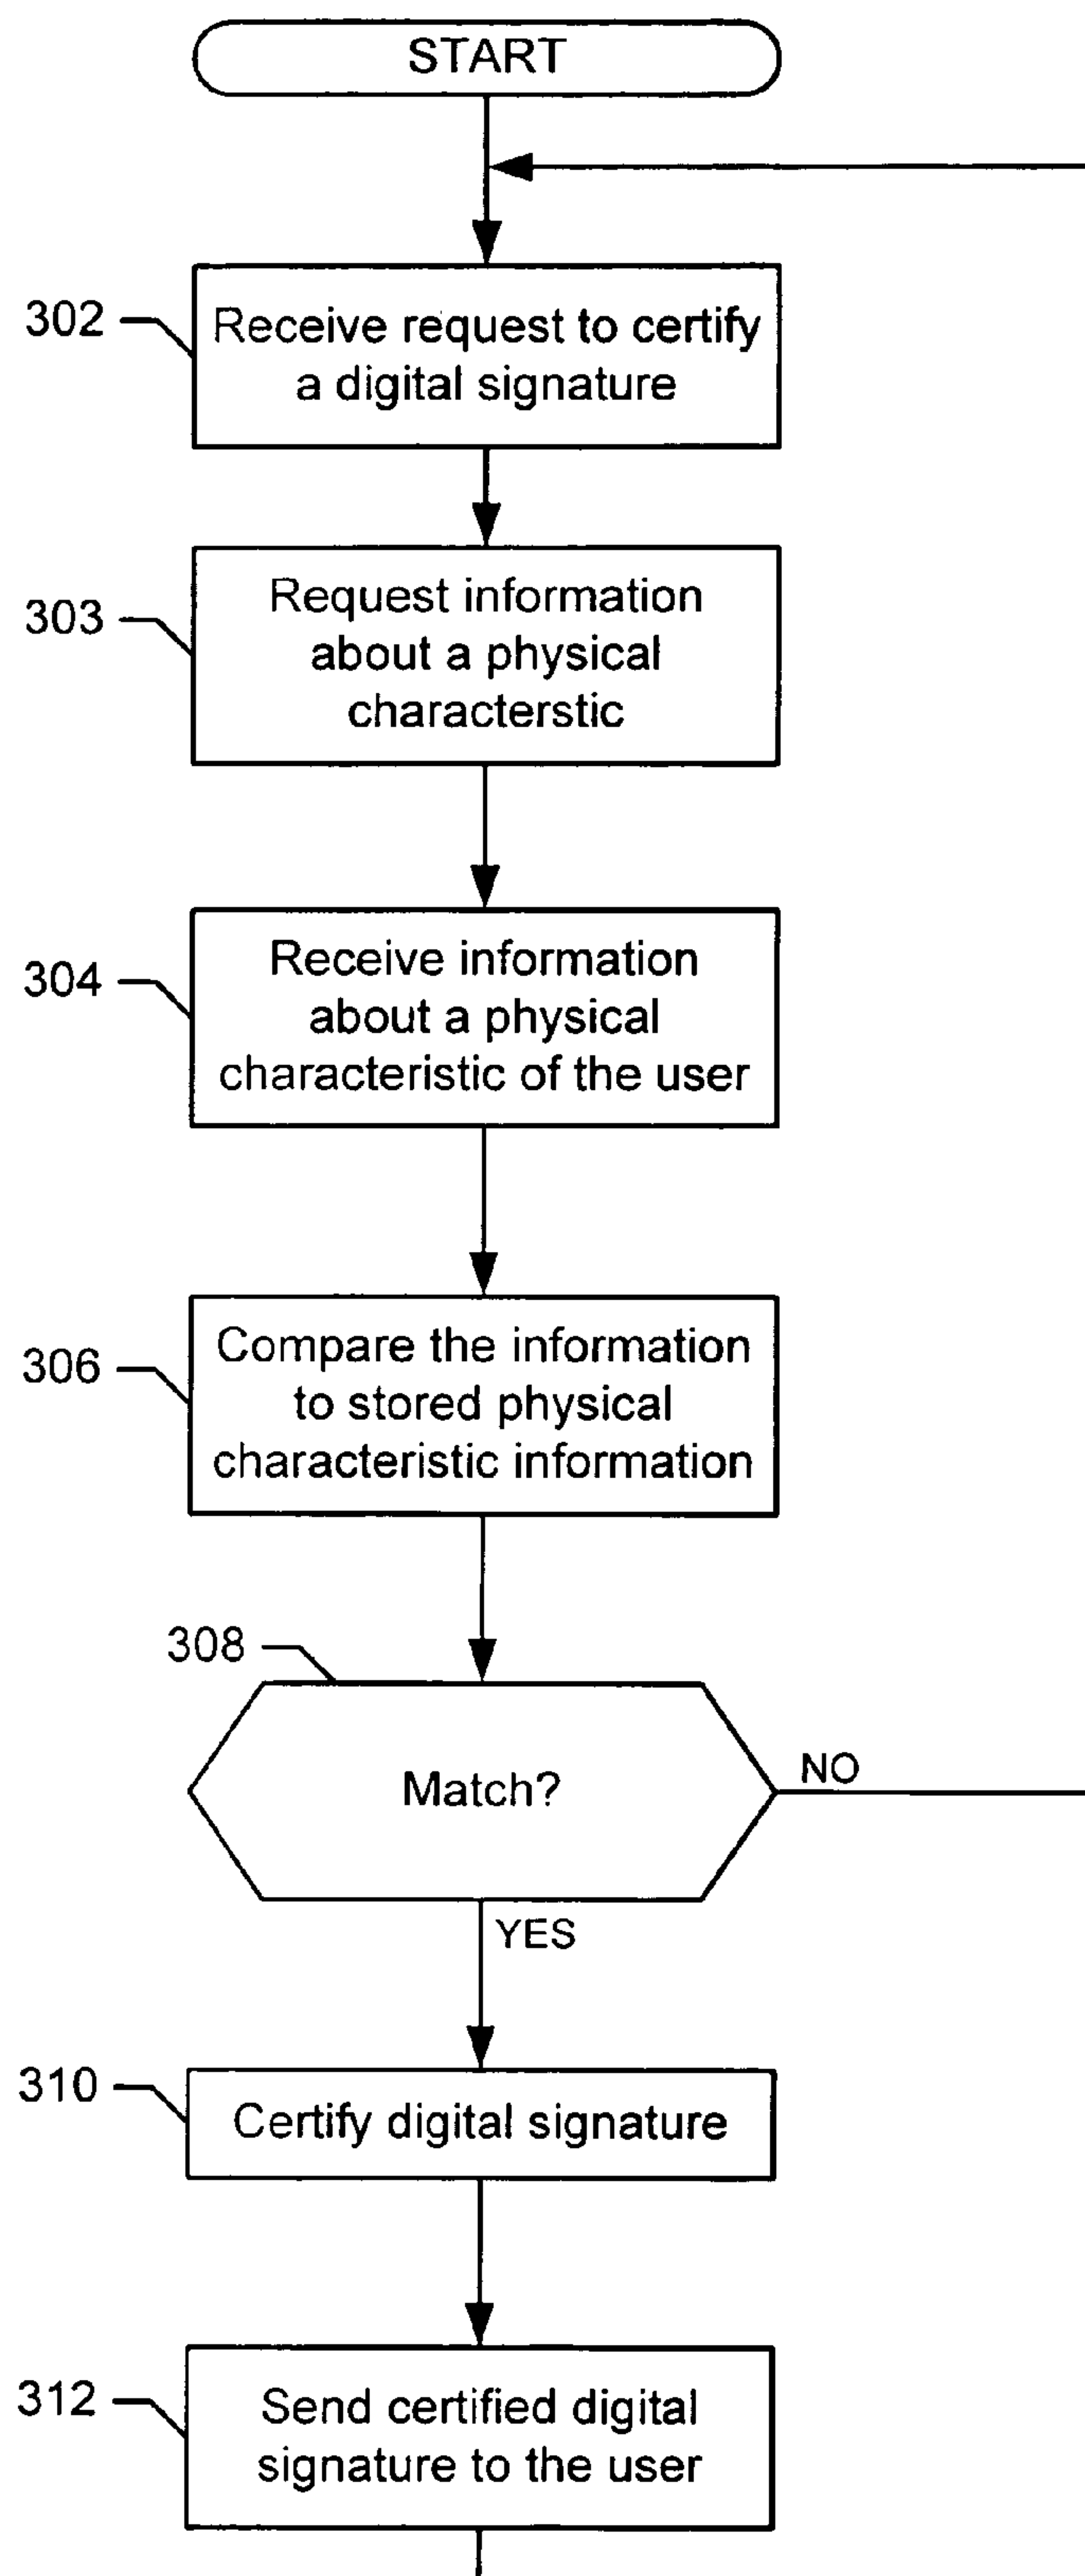 START
302
Receive request to certify
a digital signature
303
Request information
about a physical
characterstic
304
Receive information
about a physical
characteristic of the user
306
Compare the information
to stored physical
characteristic information
308
Match?
NO
YES
310
Certify digital signature
312
Send certified digital
signature to the user